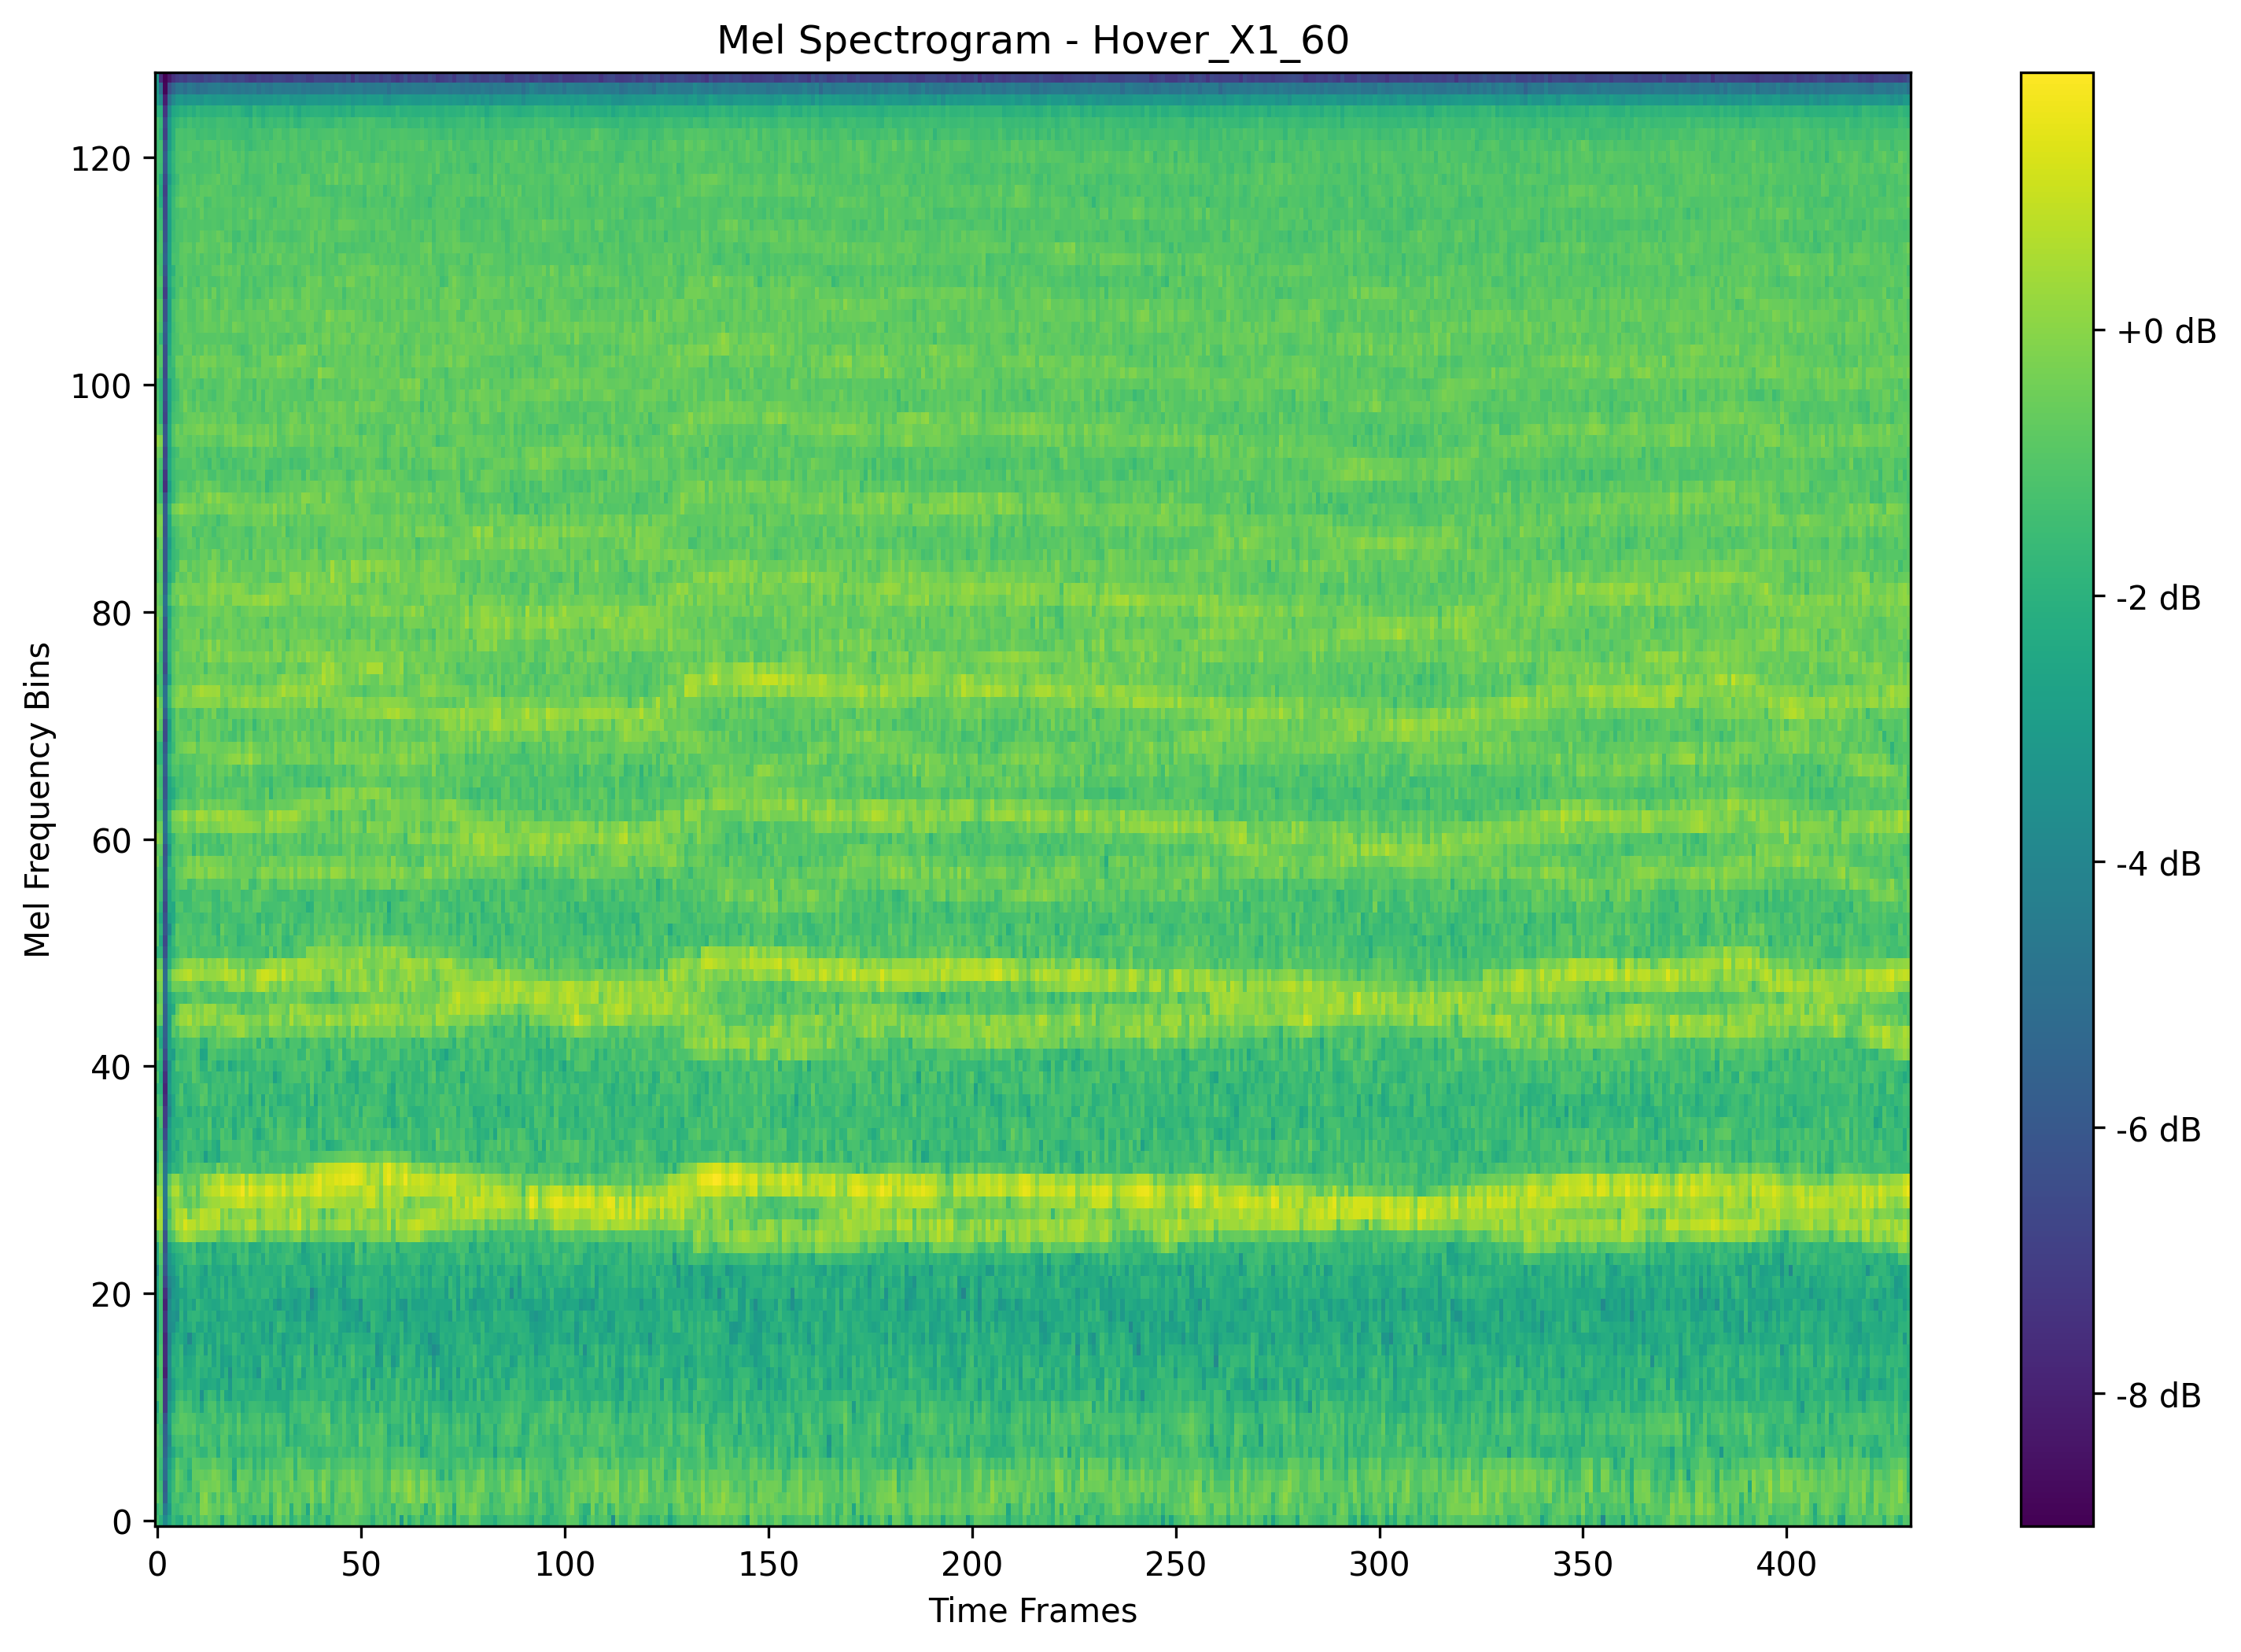 Mel Spectrogram - Hover_X1_60
Mel Frequency Bins
120
100
80
60
40
20
0
0 50 100 150 200 250 300 350 400
Time Frames
+0 dB
-2 dB
-4 dB
-6 dB
-8 dB